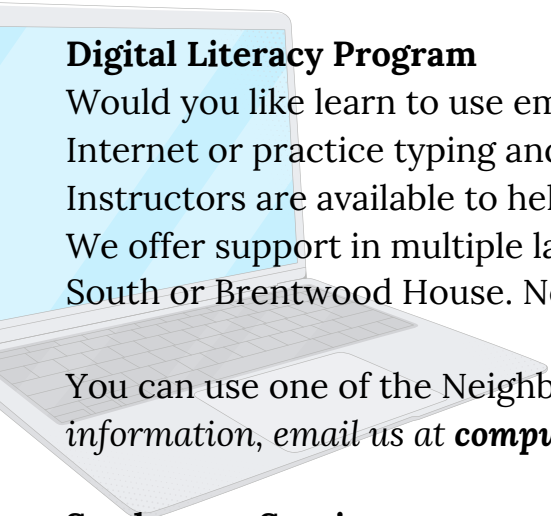 Digital Literacy Program
Would you like learn to use em
Internet or practice typing and
Instructors are available to hel
We offer support in multiple la
South or Brentwood House. No
You can use one of the Neighb
information, email us at compu